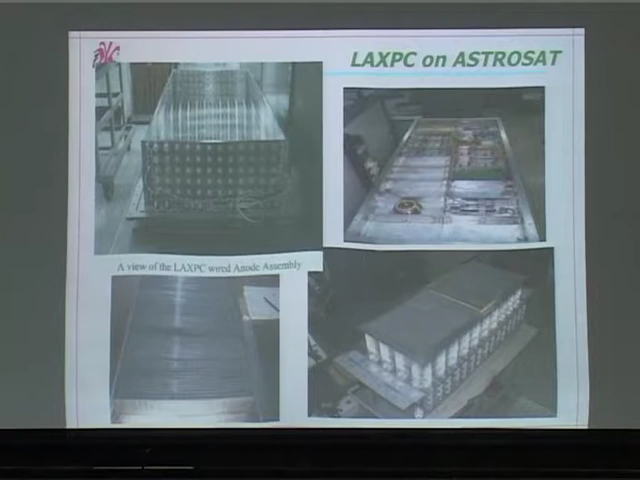 LAXPC on ASTROSAT
A view of the LAXPC wired Anode Assembly